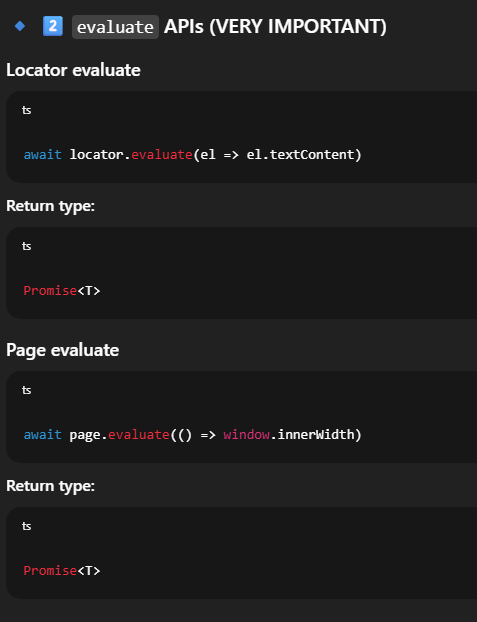 🔹 2️⃣ evaluate APIs (VERY IMPORTANT)
Locator evaluate
ts
await locator.evaluate(el => el.textContent)
Return type:
ts
Promise<T>
Page evaluate
ts
await page.evaluate(() => window.innerWidth)
Return type:
ts
Promise<T>